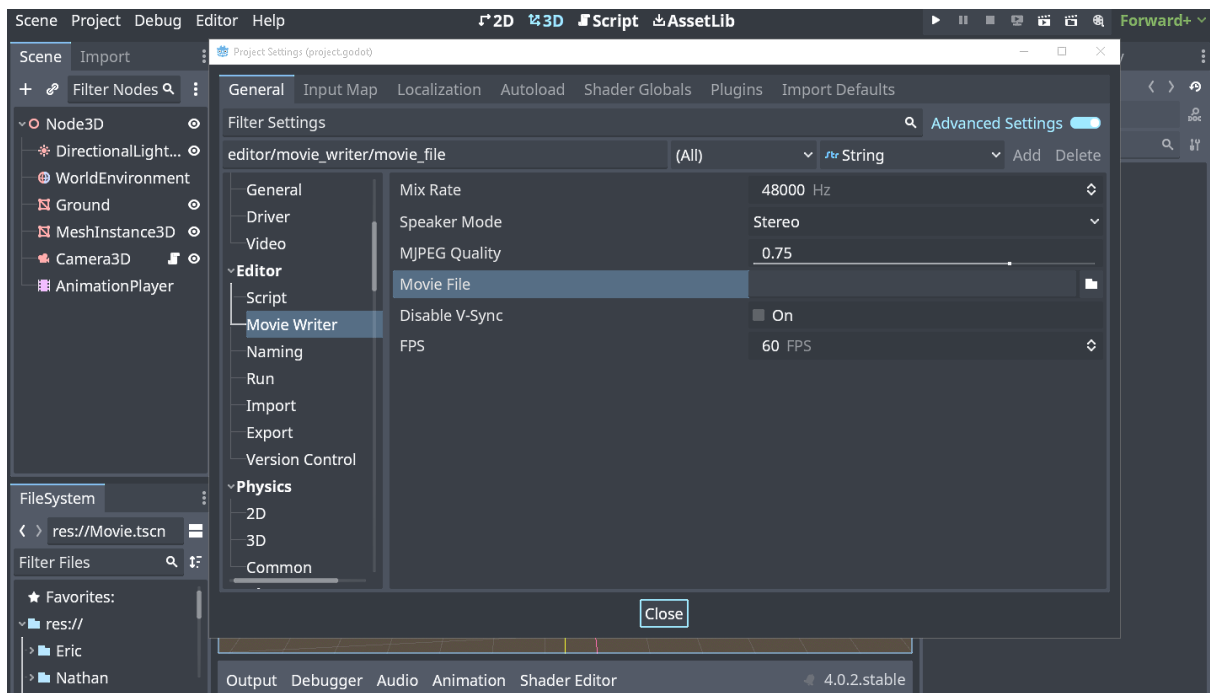 Scene Project Debug Editor Help 2D 3D Script AssetLib Forward+
Scene Import
Project Settings (project.godot)
Filter Nodes
Node3D
DirectionalLight...
WorldEnvironment
Ground
MeshInstance3D
Camera3D
AnimationPlayer
General Input Map Localization Autoload Shader Globals Plugins Import Defaults
Filter Settings Advanced Settings
editor/movie_writer/movie_file (All) String Add Delete
General
Driver
Video
Editor
Script
Movie Writer
Naming
Run
Import
Export
Version Control
Physics
2D
3D
Common
Mix Rate 48000 Hz
Speaker Mode Stereo
MJPEG Quality 0.75
Movie File
Disable V-Sync On
FPS 60 FPS
Close
DOC
FileSystem
res://Movie.tscn
Filter Files
Favorites:
res://
Eric
Nathan
Output Debugger Audio Animation Shader Editor 4.0.2.stable